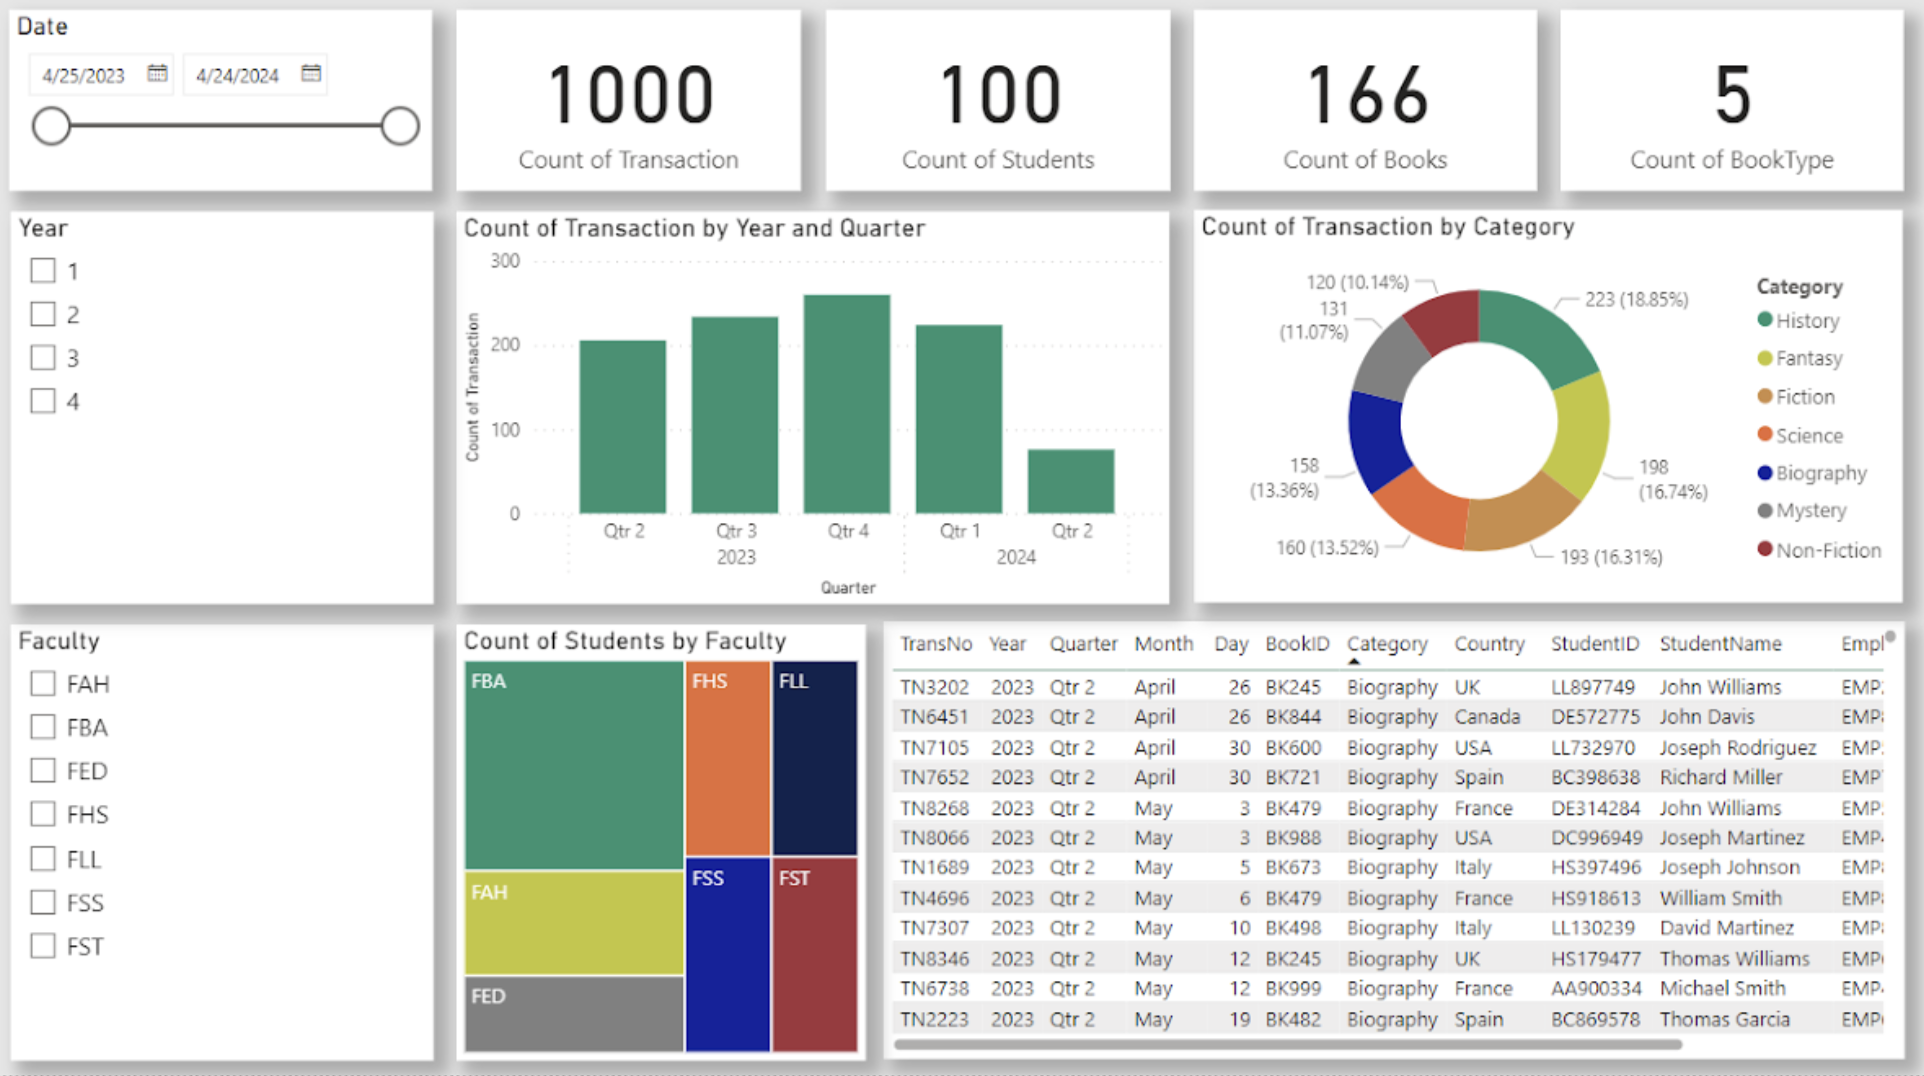 Date
4/25/2023
4/24/2024
1000
Count of Transaction
100
Count of Students
166
Count of Books
5
Count of BookType
Year
1
2
3
4
Count of Transaction by Year and Quarter
300
200
100
0
Count of Transaction
Qtr 2 Qtr 3 Qtr 4 Qtr 1 Qtr 2
2023 2024
Quarter
Count of Transaction by Category
120 (10.14%)
131
(11.07%)
223 (18.85%)
158
(13.36%)
198
(16.74%)
160 (13.52%)
193 (16.31%)
Category
History
Fantasy
Fiction
Science
Biography
Mystery
Non-Fiction
Faculty
FAH
FBA
FED
FHS
FLL
FSS
FST
Count of Students by Faculty
FBA
FHS
FLL
FAH
FSS
FST
FED
TransNo Year Quarter Month Day BookID Category Country StudentID StudentName Empl
TN3202 2023 Qtr 2 April 26 BK245 Biography UK LL897749 John Williams EMP
TN6451 2023 Qtr 2 April 26 BK844 Biography Canada DE572775 John Davis EMP
TN7105 2023 Qtr 2 April 30 BK600 Biography USA LL732970 Joseph Rodriguez EMP
TN7652 2023 Qtr 2 April 30 BK721 Biography Spain BC398638 Richard Miller EMP
TN8268 2023 Qtr 2 May 3 BK479 Biography France DE314284 John Williams EMP
TN8066 2023 Qtr 2 May 3 BK988 Biography USA DC996949 Joseph Martinez EMP
TN1689 2023 Qtr 2 May 5 BK673 Biography Italy HS397496 Joseph Johnson EMP
TN4696 2023 Qtr 2 May 6 BK479 Biography France HS918613 William Smith EMP
TN7307 2023 Qtr 2 May 10 BK498 Biography Italy LL130239 David Martinez EMP
TN8346 2023 Qtr 2 May 12 BK245 Biography UK HS179477 Thomas Williams EMP
TN6738 2023 Qtr 2 May 12 BK999 Biography France AA900334 Michael Smith EMP
TN2223 2023 Qtr 2 May 19 BK482 Biography Spain BC869578 Thomas Garcia EMP